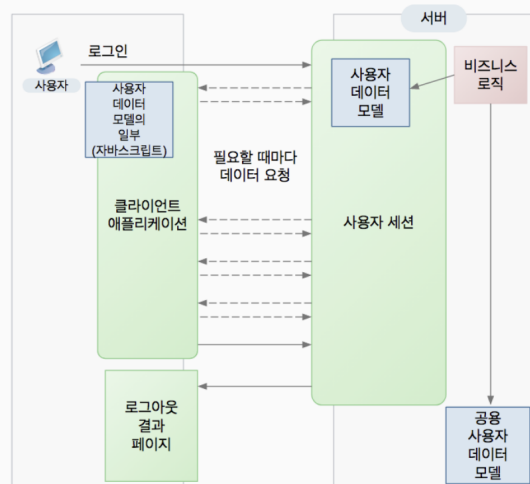 서버
로그인
사용자
사용자
데이터
모델의
일부
(자바스크립트)
사용자
데이터
모델
비즈니스
로직
필요할 때마다
데이터 요청
클라이언트
애플리케이션
사용자 세션
로그아웃
결과
페이지
공용
사용자
데이터
모델